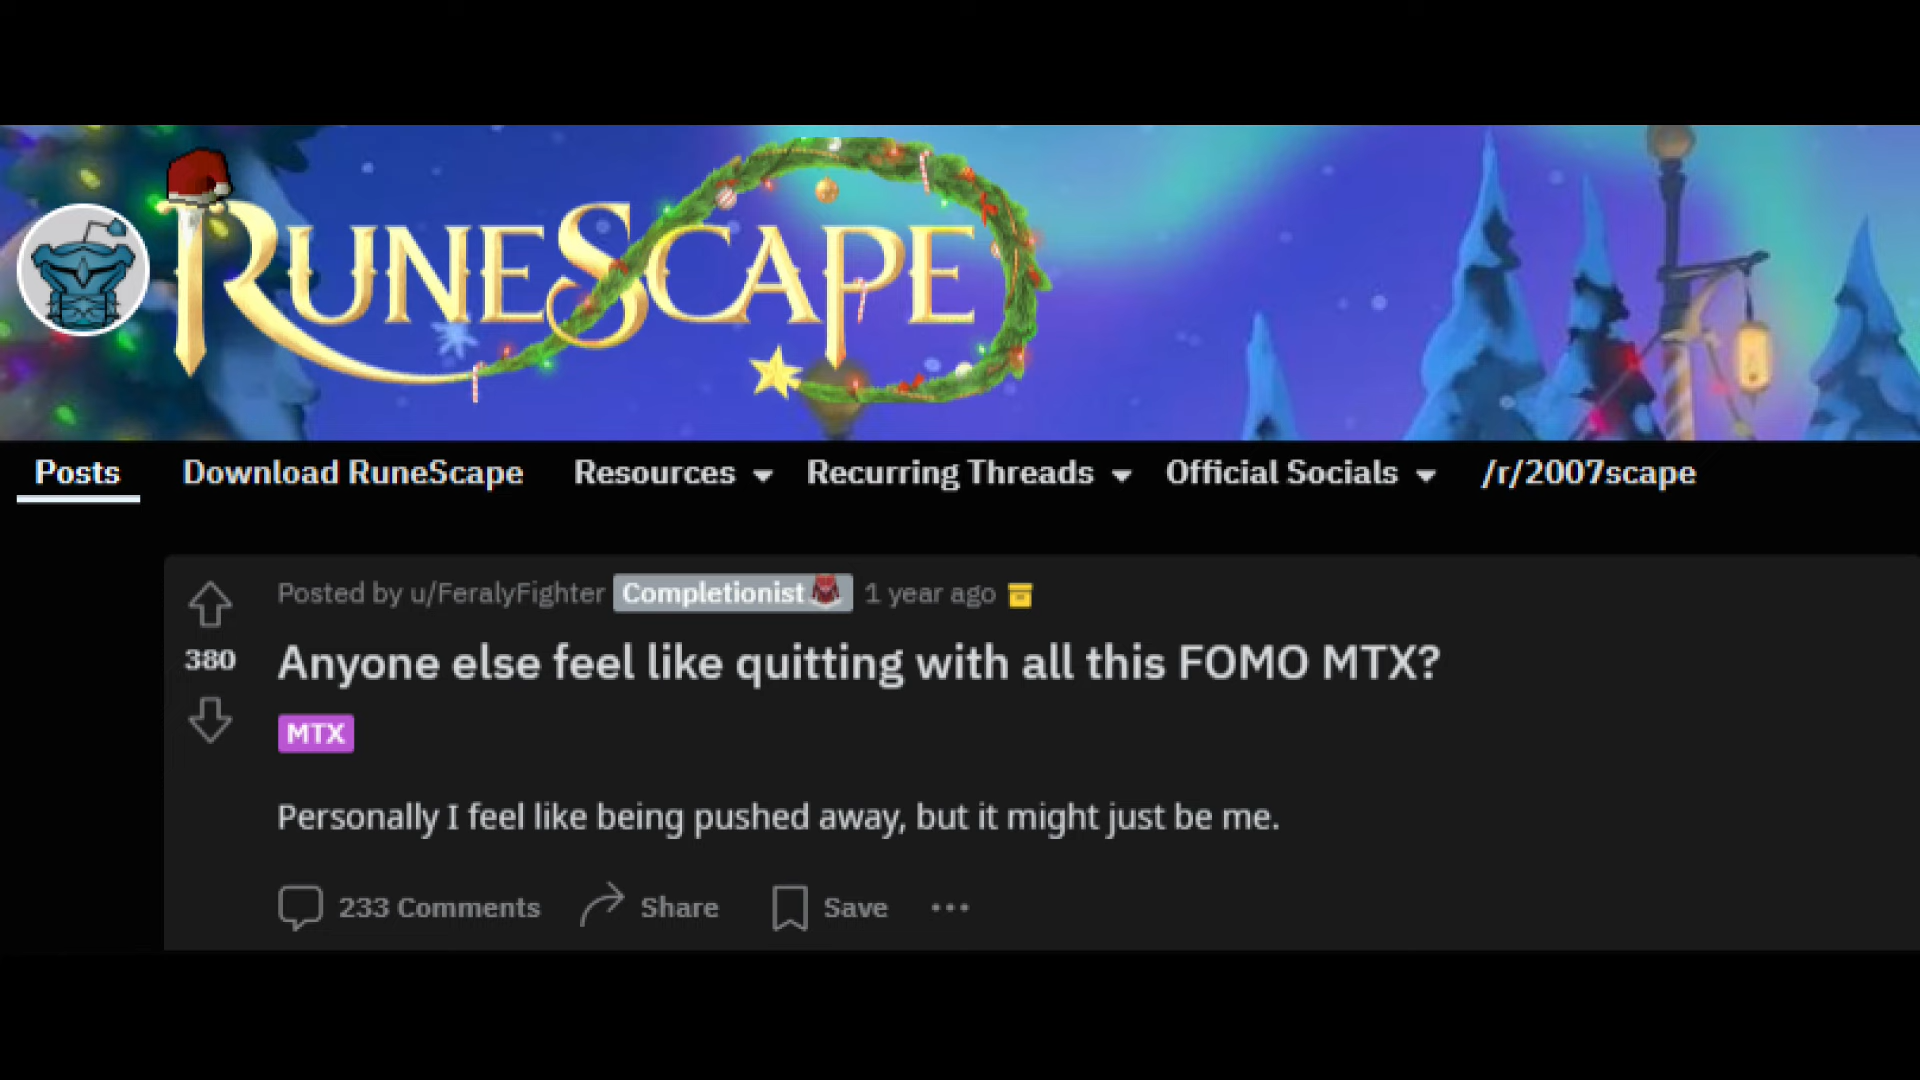 RUNESCAPE
Posts Download RuneScape Resources Recurring Threads Official Socials /r/2007scape
Posted by u/FeralyFighter Completionist 1 year ago
380
Anyone else feel like quitting with all this FOMO MTX?
MTX
Personally I feel like being pushed away, but it might just be me.
233 Comments Share Save